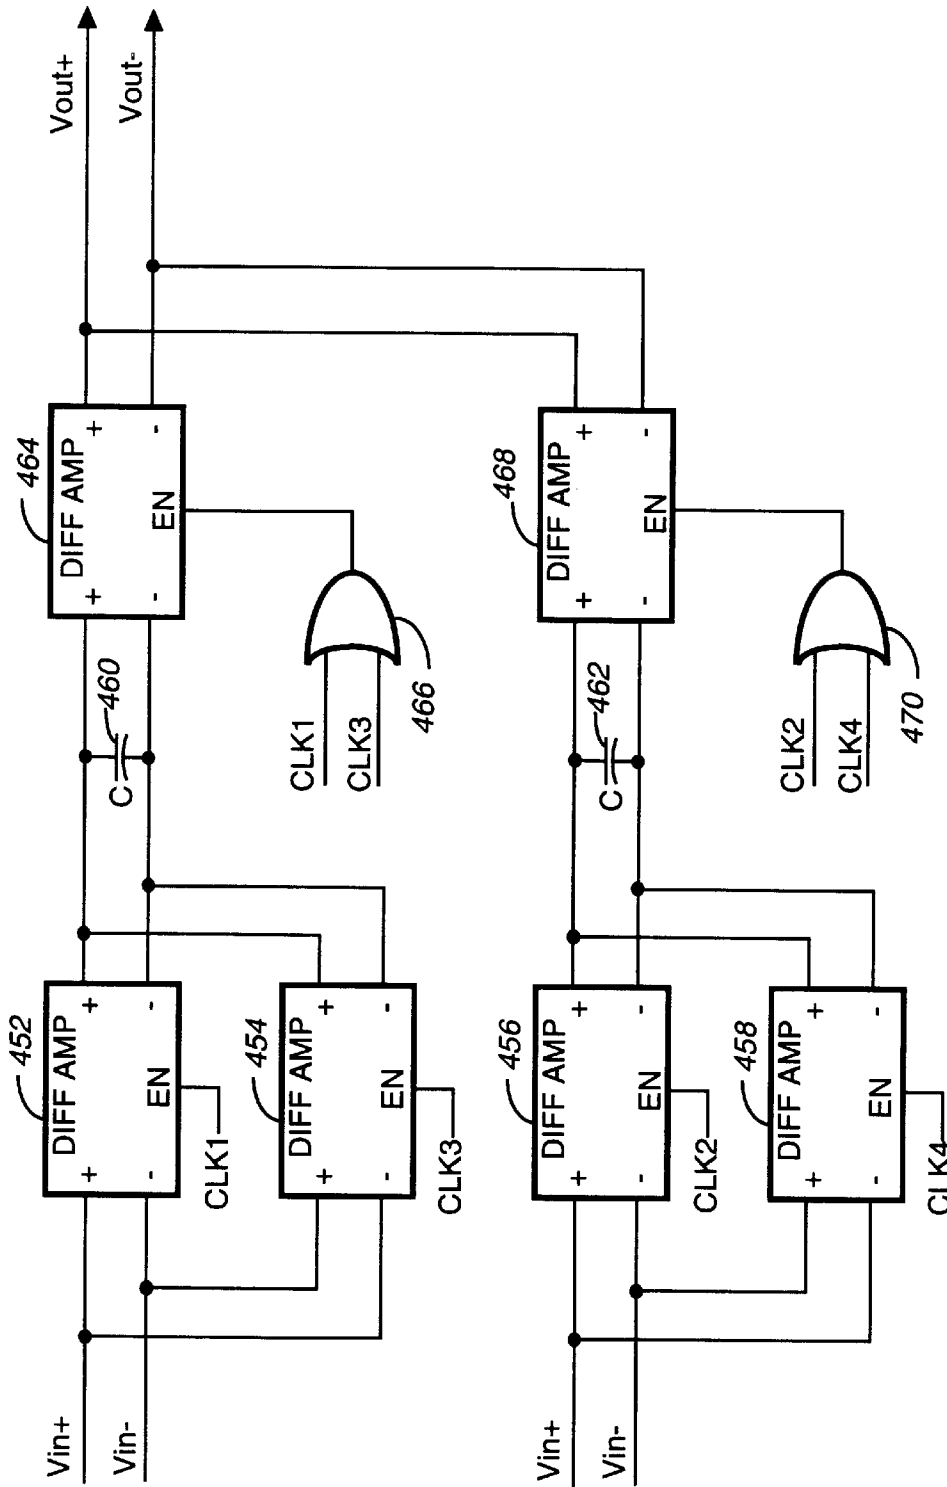 Vout+
Vout-
464
DIFF AMP
+ +
- -
EN
460
C
CLK1
CLK3
466
452
DIFF AMP
+ +
- -
EN
CLK1
454
DIFF AMP
+ +
- -
EN
CLK3
Vin+
Vin-
468
DIFF AMP
+ +
- -
EN
462
C
CLK2
CLK4
470
456
DIFF AMP
+ +
- -
EN
CLK2
458
DIFF AMP
+ +
- -
EN
CLK4
Vin+
Vin-